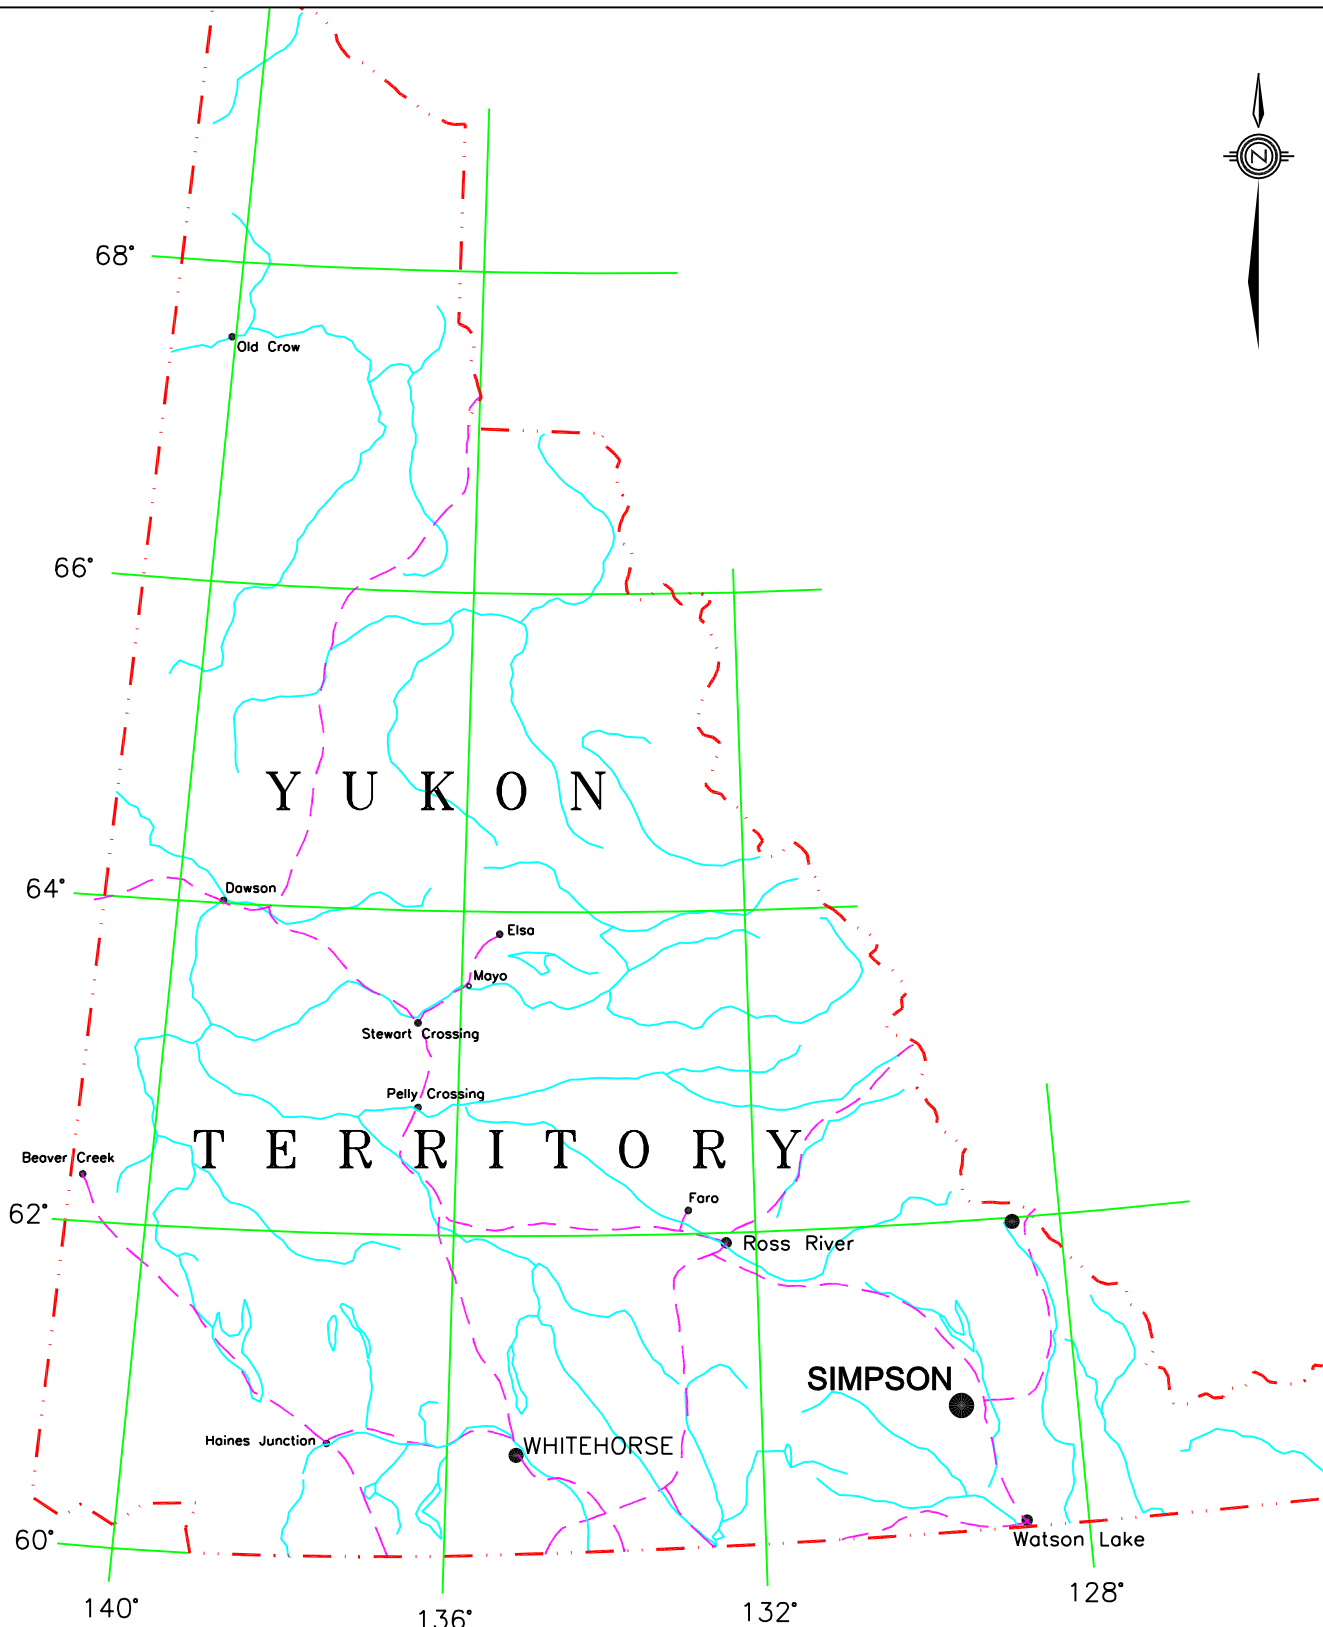 N
68°
Old Crow
66°
YUKON
64°
Dawson
Elsa
Mayo
Stewart Crossing
Pelly Crossing
TERRITORY
Beaver Creek
Faro
62°
Ross River
SIMPSON
Haines Junction
WHITEHORSE
60°
Watson Lake
140°
136°
132°
128°